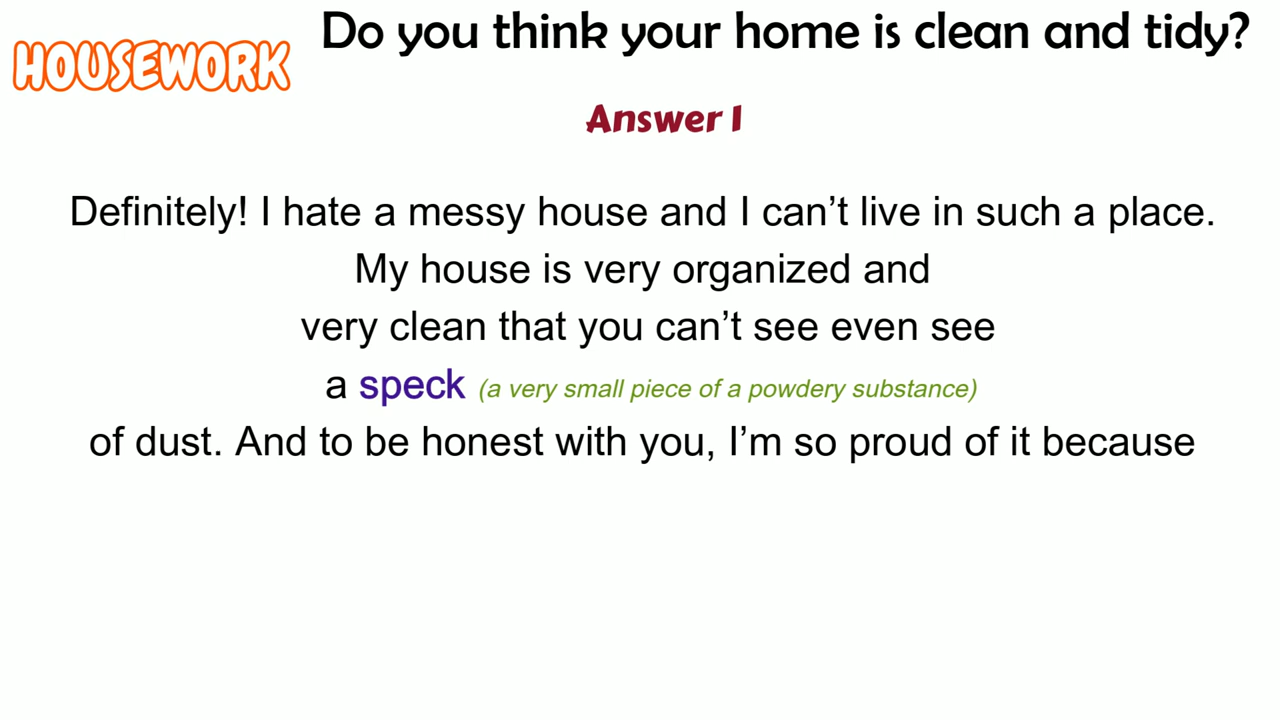 HOUSEWORK
Do you think your home is clean and tidy?
Answer 1
Definitely! I hate a messy house and I can't live in such a place.
My house is very organized and
very clean that you can't see even see
a speck (a very small piece of a powdery substance)
of dust. And to be honest with you, I'm so proud of it because